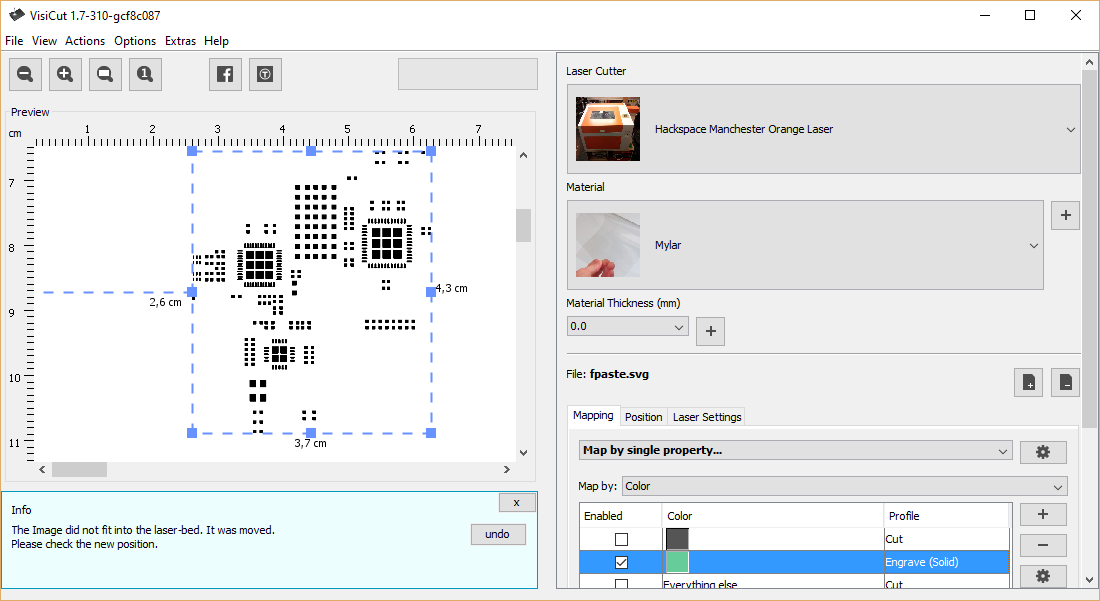 VisiCut 1.7-310-gcf8c087
File View Actions Options Extras Help
1
T
Preview
cm
1 2 3 4 5 6 7
7
8
9
10
11
2,6 cm
4,3 cm
3,7 cm
Info
x
The Image did not fit into the laser-bed. It was moved.
Please check the new position.
undo
Laser Cutter
Hackspace Manchester Orange Laser
Material
Mylar
Material Thickness (mm)
0.0
File: fpaste.svg
Mapping Position Laser Settings
Map by single property...
Map by: Color
Enabled Color Profile
Cut
Engrave (Solid)
Everything else Cut